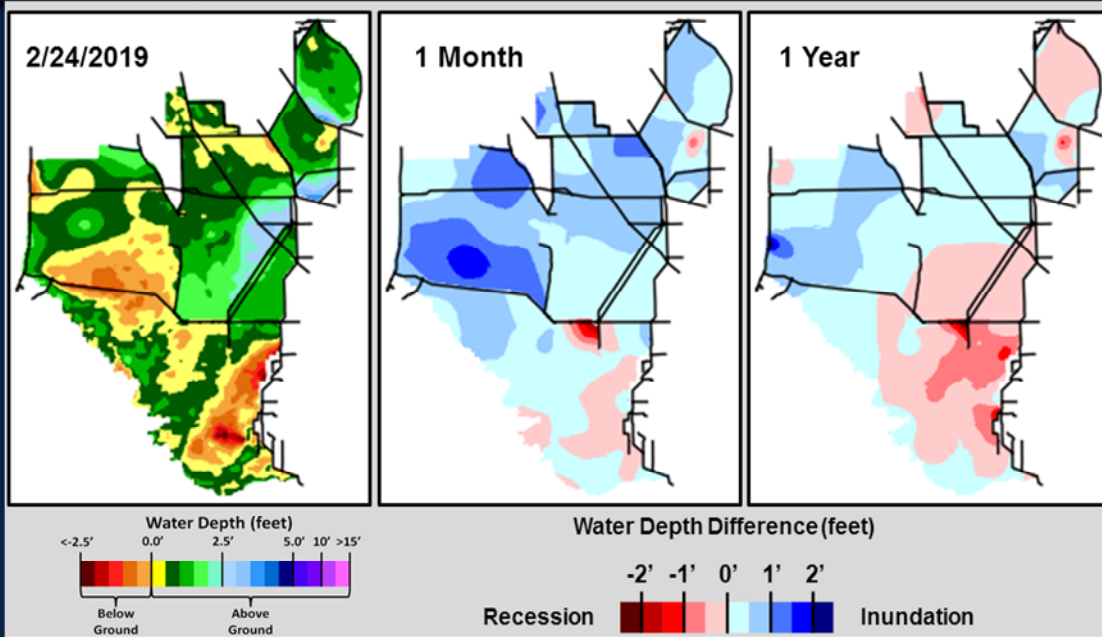 2/24/2019
1 Month
1 Year
Water Depth (feet)
<-2.5' 0.0' 2.5' 5.0' 10' >15'
Below
Ground
Above
Ground
Water Depth Difference (feet)
-2' -1' 0' 1' 2'
Recession
Inundation